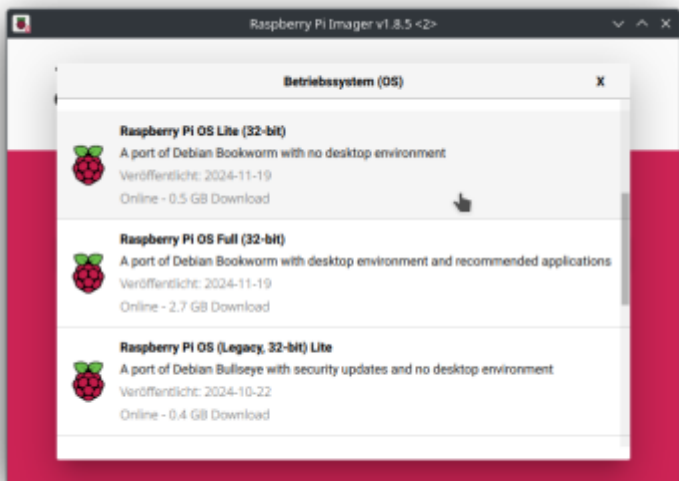 Raspberry Pi Imager v1.8.5 <2>
Betriebssystem (OS)
X
Raspberry Pi OS Lite (32-bit)
A port of Debian Bookworm with no desktop environment
Veröffentlicht: 2024-11-19
Online - 0.5 GB Download
Raspberry Pi OS Full (32-bit)
A port of Debian Bookworm with desktop environment and recommended applications
Veröffentlicht: 2024-11-19
Online - 2.7 GB Download
Raspberry Pi OS (Legacy, 32-bit) Lite
A port of Debian Bullseye with security updates and no desktop environment
Veröffentlicht: 2024-10-22
Online - 0.4 GB Download